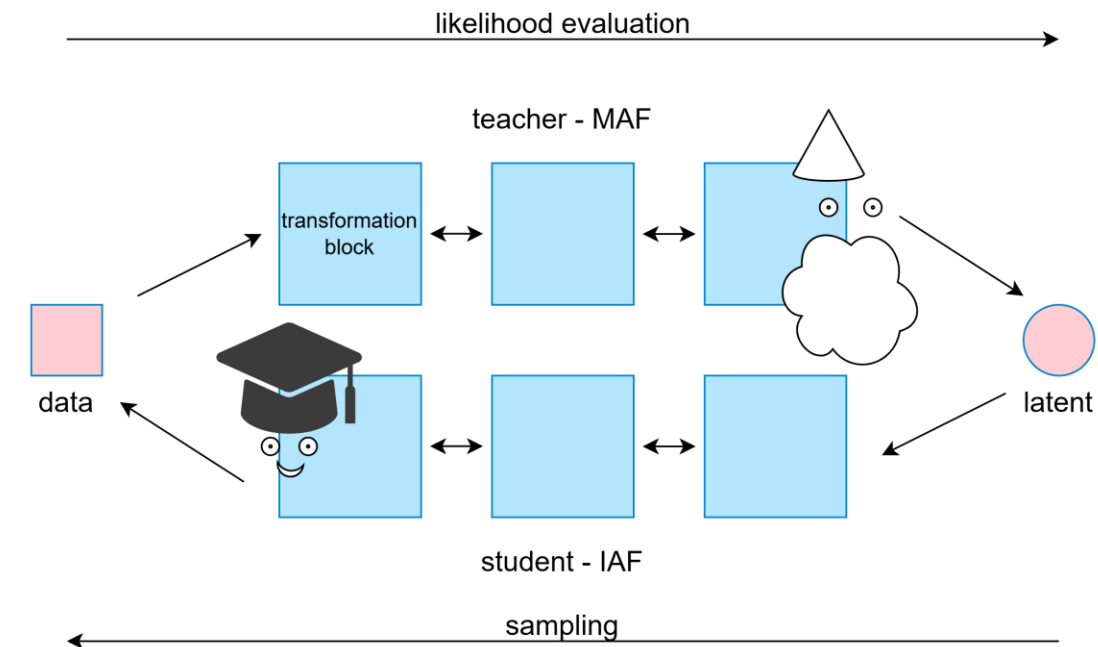 likelihood evaluation
teacher - MAF
transformation
block
data
latent
student - IAF
sampling